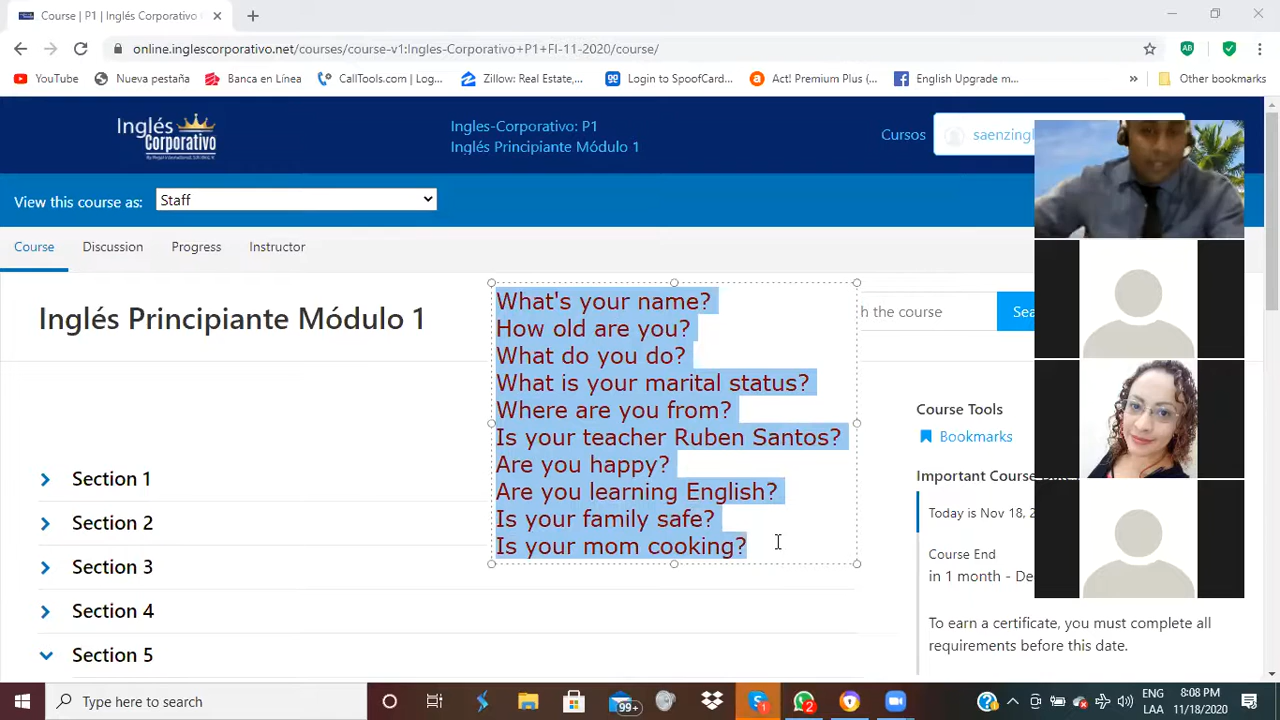 Course | P1 | Inglés Corporativo
online.inglescorporativo.net/courses/course-v1:Ingles-Corporativo+P1+FI-11-2020/course/
YouTube
Nueva pestaña
Banca en Línea
CallTools.com | Log...
Zillow: Real Estate,...
Login to SpoofCard...
Act! Premium Plus (...
English Upgrade m...
»
Other bookmarks
Inglés
Corporativo
Ingles-Corporativo: P1
Inglés Principiante Módulo 1
Cursos
saenzingl
View this course as:
Staff
Course
Discussion
Progress
Instructor
Inglés Principiante Módulo 1
h the course
Sea
What's your name?
How old are you?
What do you do?
What is your marital status?
Where are you from?
Is your teacher Ruben Santos?
Are you happy?
Are you learning English?
Is your family safe?
Is your mom cooking?
Section 1
Section 2
Section 3
Section 4
Section 5
Course Tools
Bookmarks
Important Course
Today is Nov 18, 2
Course End
in 1 month - De
To earn a certificate, you must complete all
requirements before this date.
Type here to search
99+
1
2
ENG
LAA
8:08 PM
11/18/2020